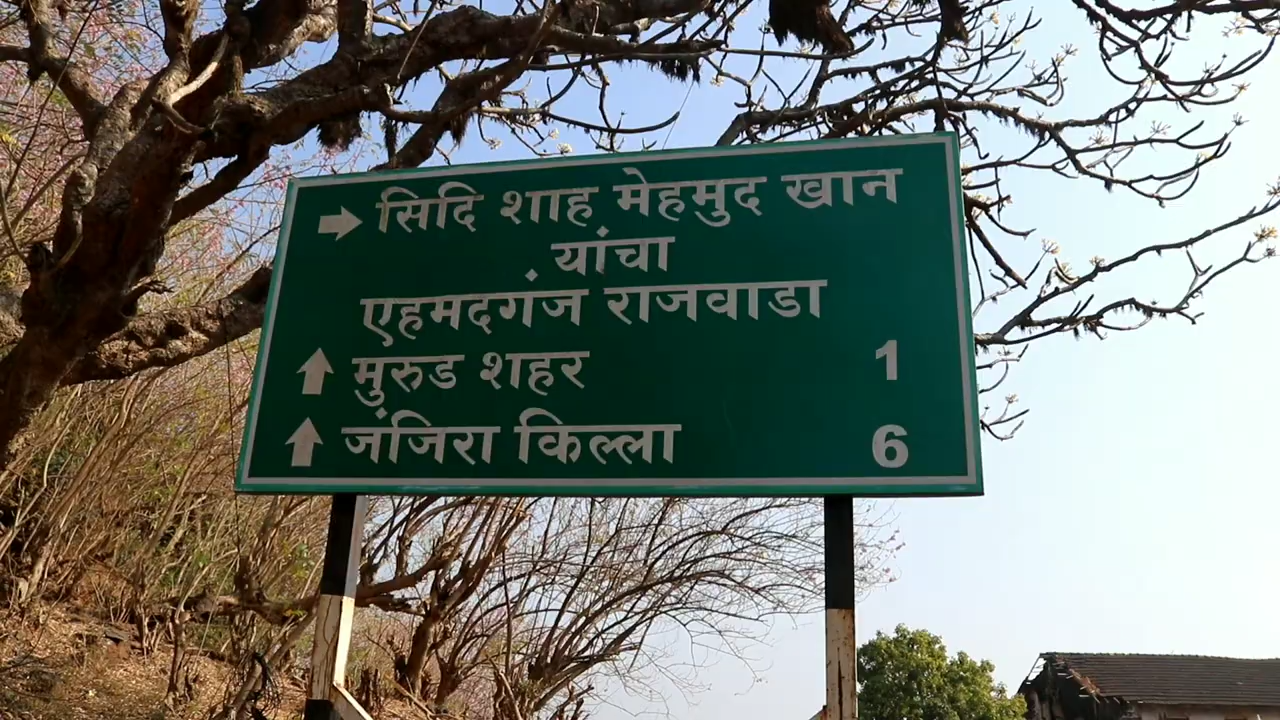 सिदि शाह मेहमुद खान
यांचा
एहमदगंज राजवाडा
मुरुड शहर 1
जंजिरा किल्ला 6